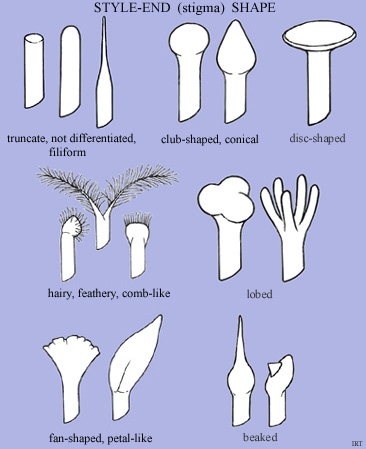 STYLE-END (stigma) SHAPE
truncate, not differentiated,
filiform
club-shaped, conical
disc-shaped
hairy, feathery, comb-like
lobed
fan-shaped, petal-like
beaked
IRT